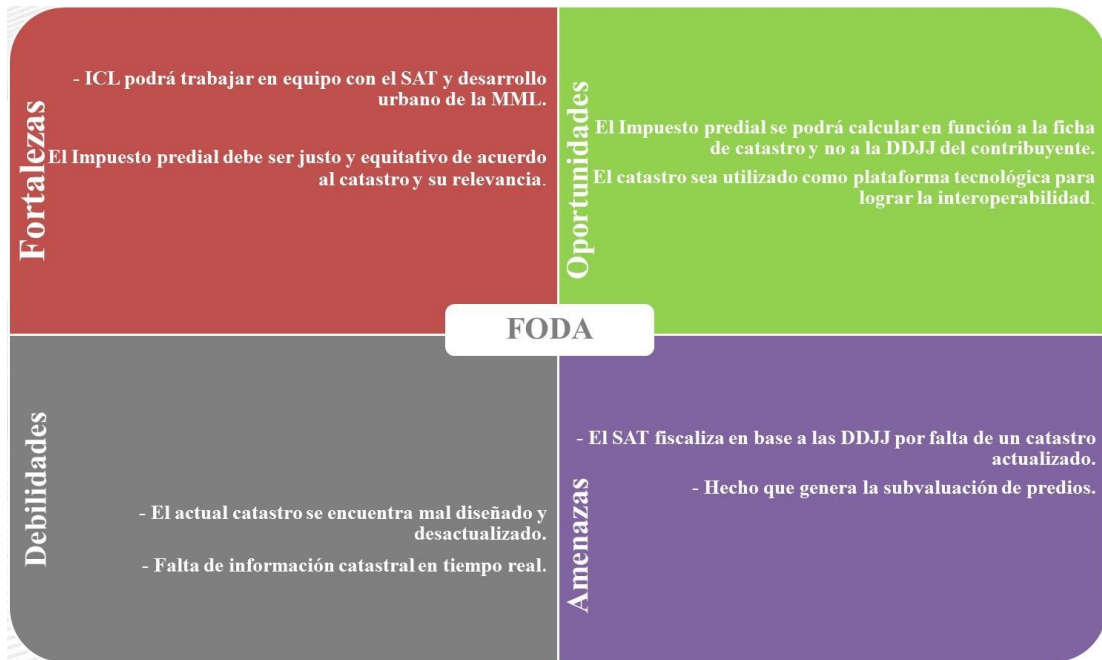 Fortalezas
- ICL podrá trabajar en equipo con el SAT y desarrollo
urbano de la MML.
El Impuesto predial debe ser justo y equitativo de acuerdo
al catastro y su relevancia.
Oportunidades
El Impuesto predial se podrá calcular en función a la ficha
de catastro y no a la DDJJ del contribuyente.
El catastro sea utilizado como plataforma tecnológica para
lograr la interoperabilidad.
FODA
Debilidades
- El actual catastro se encuentra mal diseñado y
desactualizado.
- Falta de información catastral en tiempo real.
Amenazas
- El SAT fiscaliza en base a las DDJJ por falta de un catastro
actualizado.
- Hecho que genera la subvaluación de predios.